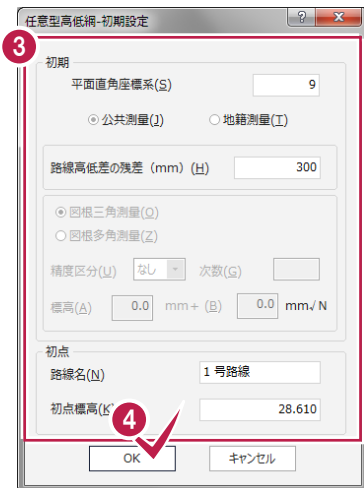 任意型高低網-初期設定
3
初期
平面直角座標系(S) 9
公共測量(J) 地籍測量(T)
路線高低差の残差（mm）(H) 300
図根三角測量(O)
図根多角測量(Z)
精度区分(U) なし 次数(G)
標高(A) 0.0 mm+ (B) 0.0 mm√N
初点
路線名(N) 1 号路線
初点標高(K) 28.610
4
OK キャンセル